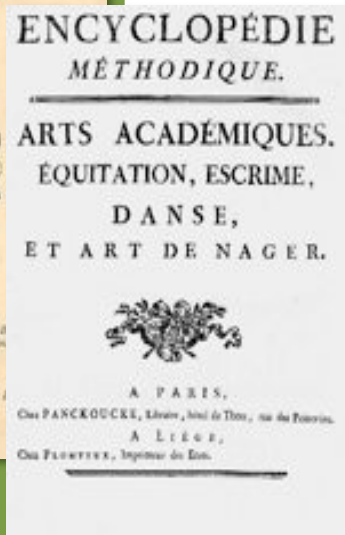 ENCYCLOPÉDIE
MÉTHODIQUE.
ARTS ACADÉMIQUES.
ÉQUITATION, ESCRIME,
DANSE,
ET ART DE NAGER.
A PARIS,
Chez PANCKOUCKE, Libraire, hôtel de Thou, rue des Poitevins.
A LIÈGE,
Chez PLOMTEUX, Imprimeur des Etats.